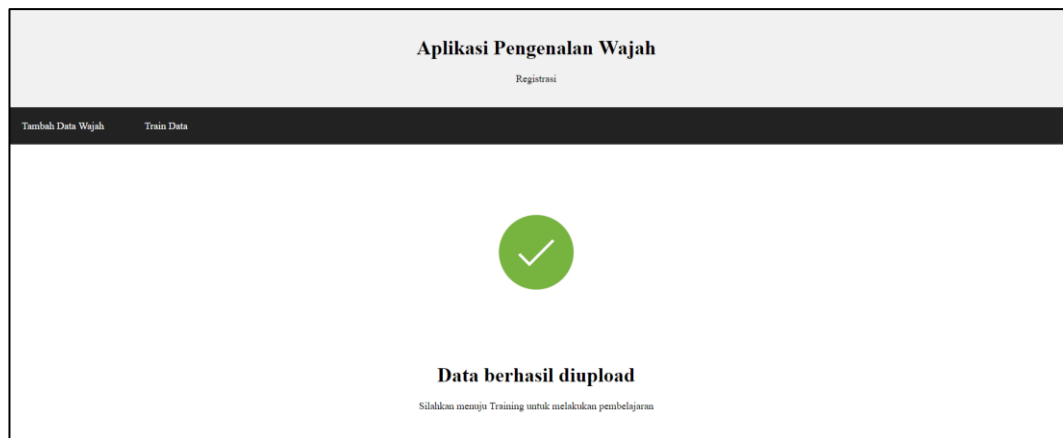 Aplikasi Pengenalan Wajah
Registrasi
Tambah Data Wajah Train Data
Data berhasil diupload
Silahkan menuju Training untuk melakukan pembelajaran